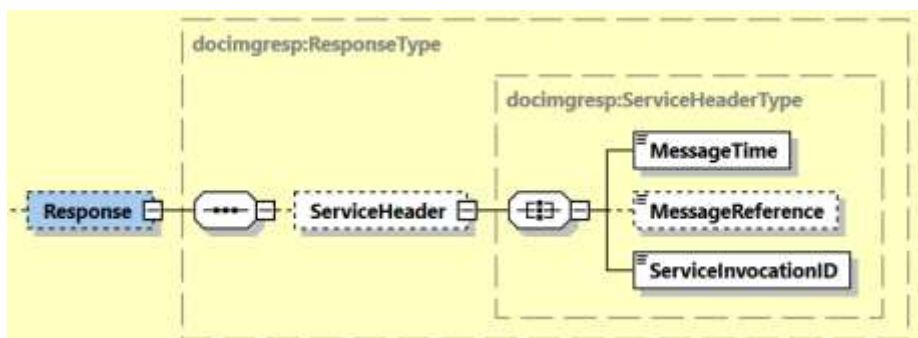 docimgresp:ResponseType
docimgresp:ServiceHeaderType
MessageTime
Response
ServiceHeader
MessageReference
ServiceInvocationID